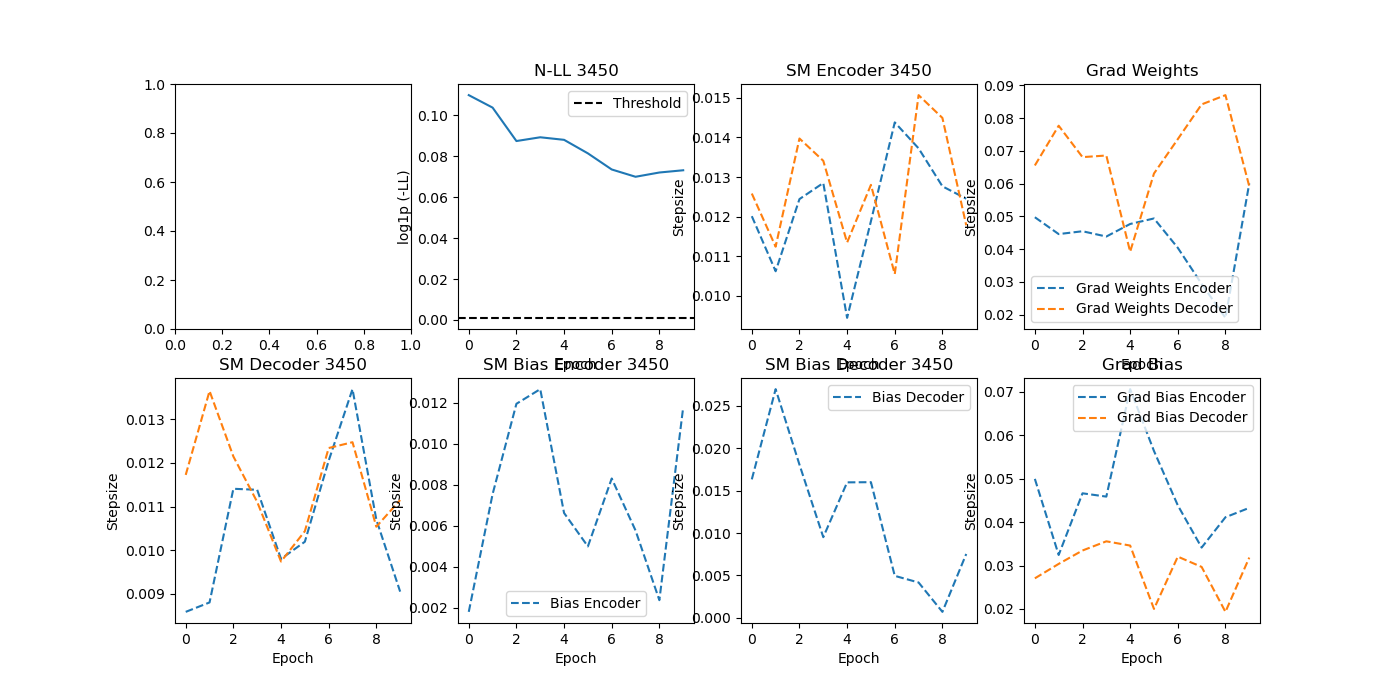 N-LL 3450
SM Encoder 3450
Grad Weights
1.0
0.8
0.6
0.4
0.2
0.0
0.0 0.2 0.4 0.6 0.8 1.0
log1p (-LL)
0.10
0.08
0.06
0.04
0.02
0.00
Threshold
0 2 4 6 8
Epoch
Stepsize
0.015
0.014
0.013
0.012
0.011
0.010
0 2 4 6 8
Epoch
Stepsize
0.09
0.08
0.07
0.06
0.05
0.04
0.03
0.02
Grad Weights Encoder
Grad Weights Decoder
0 2 4 6 8
Epoch
SM Decoder 3450
SM Bias Encoder 3450
SM Bias Decoder 3450
Grad Bias
Stepsize
0.013
0.012
0.011
0.010
0.009
0 2 4 6 8
Epoch
Stepsize
0.012
0.010
0.008
0.006
0.004
0.002
Bias Encoder
0 2 4 6 8
Epoch
Stepsize
0.025
0.020
0.015
0.010
0.005
0.000
Bias Decoder
0 2 4 6 8
Epoch
Stepsize
0.07
0.06
0.05
0.04
0.03
0.02
Grad Bias Encoder
Grad Bias Decoder
0 2 4 6 8
Epoch